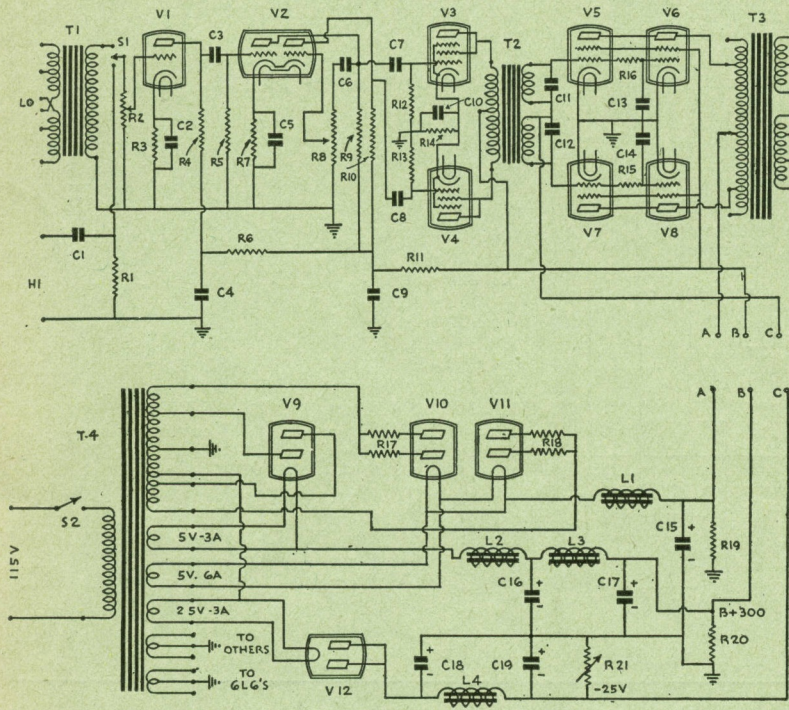 T1
S1
V1
C3
V2
C6
C7
V3
T2
V5
V6
T3
LO
R2
R3
C2
R4
R5
R7
C5
R8
R9
R10
R12
C10
R14
R13
C11
R16
C13
C12
C14
R15
C8
V4
V7
V8
C1
R6
R11
HI
R1
C4
C9
A
B
C
A
B
C
T-4
V9
V10
V11
R17
R18
L1
S2
115V
5V-3A
L2
L3
C15
R19
5V. 6A
C16
C17
2 5V-3A
B+300
TO OTHERS
R20
V12
C18
C19
R21
TO 6L6'S
L4
-25V